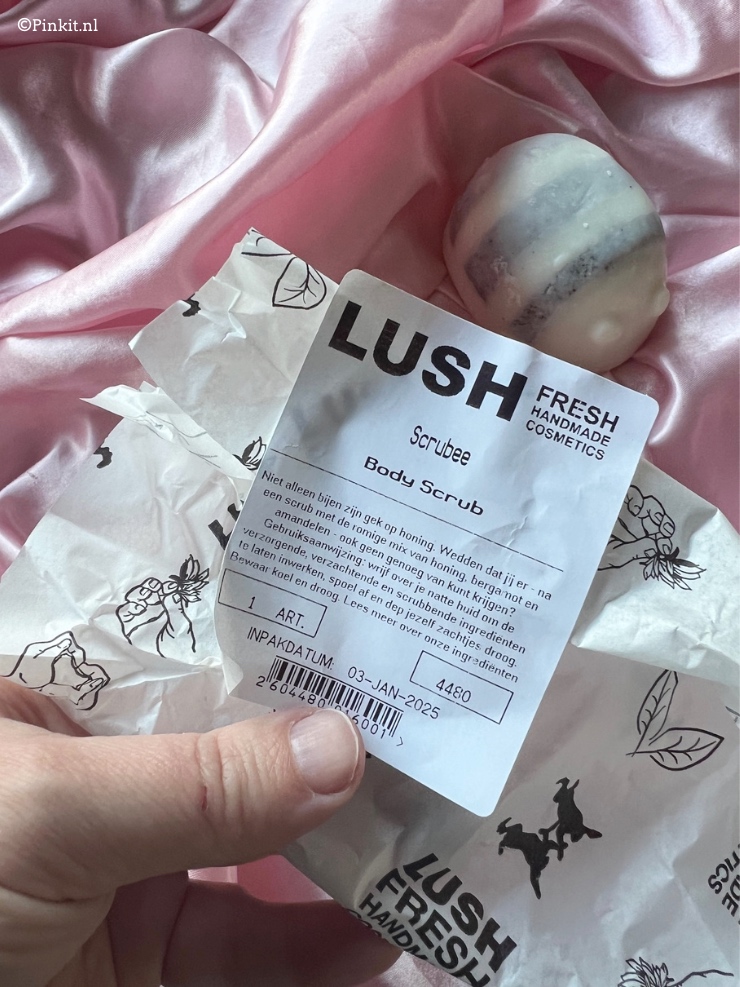 ©Pinkit.nl
LUSH FRESH
HANDMADE
COSMETICS
Scrubee
Body Scrub
Niet alleen bijen zijn gek op honing. Wedden dat jij er - na
een scrub met de romige mix van honing, bergamot en
amandelen - ook geen genoeg van kunt krijgen?
Gebruiksaanwijzing: wrijf over je natte huid om de
verzorgende, verzachtende en scrubbende ingrediënten
te laten inwerken, spoel af en dep jezelf zachtjes droog.
Bewaar koel en droog. Lees meer over onze ingrediënten
1 ART.
INPAKDATUM: 03-JAN-2025
4480
LUSH
FRESH